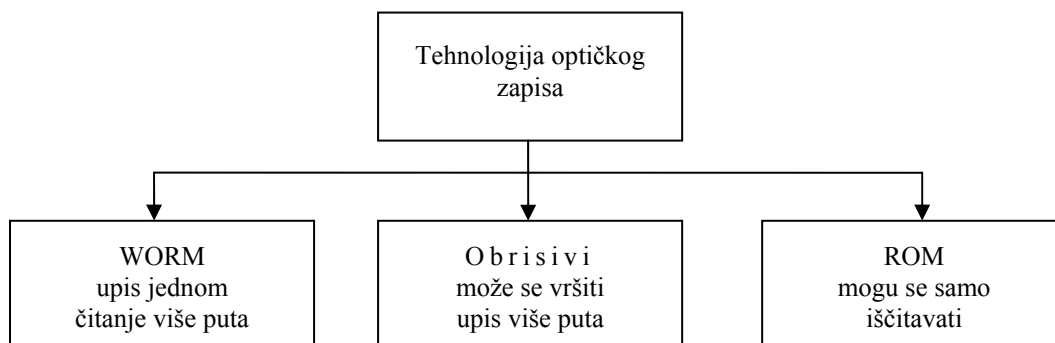 Tehnologija optičkog
zapisa
WORM
upis jednom
čitanje više puta
O b r i s i v i
može se vršiti
upis više puta
ROM
mogu se samo
iščitavati